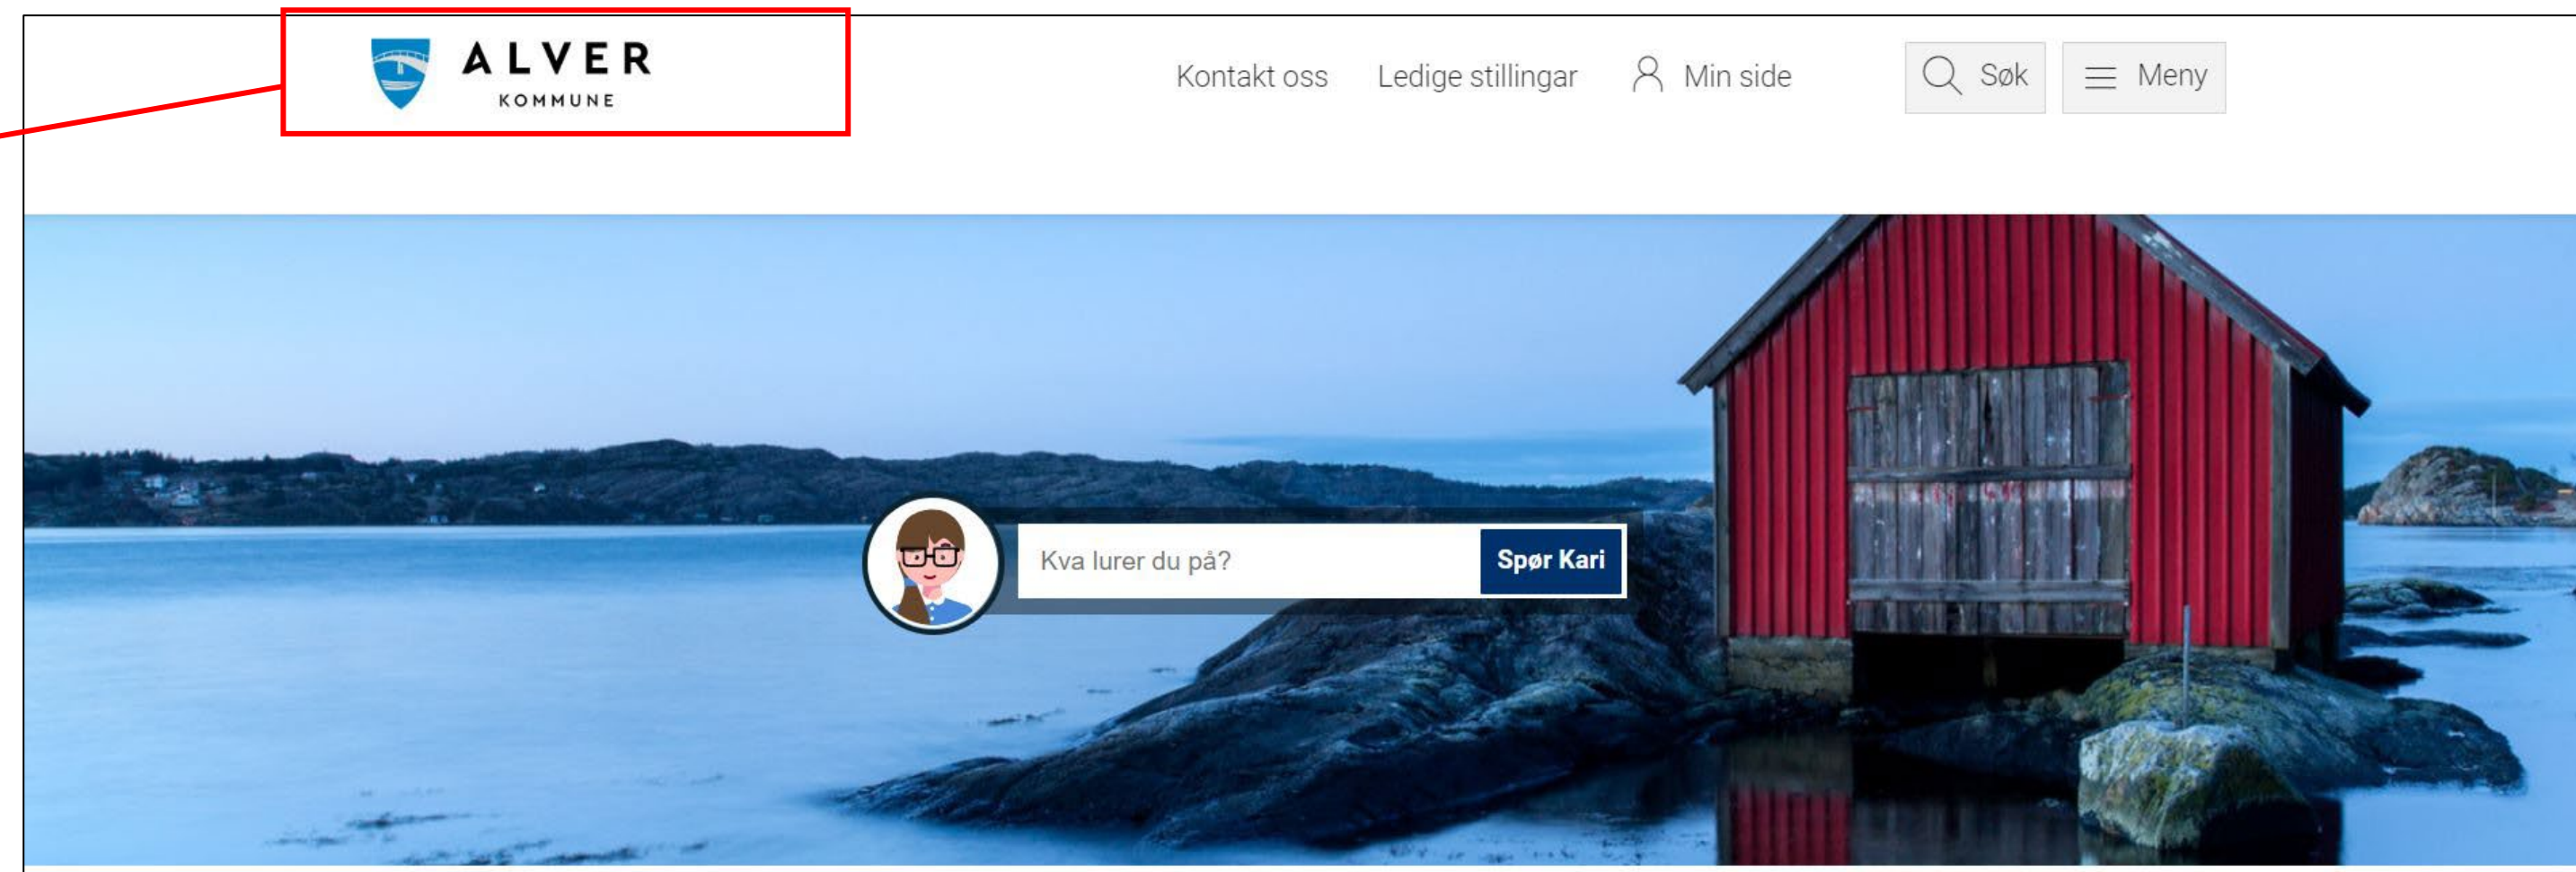 ALVER
KOMMUNE
Kontakt oss
Ledige stillingar
Min side
Søk
Meny
Kva lurer du på?
Spør Kari